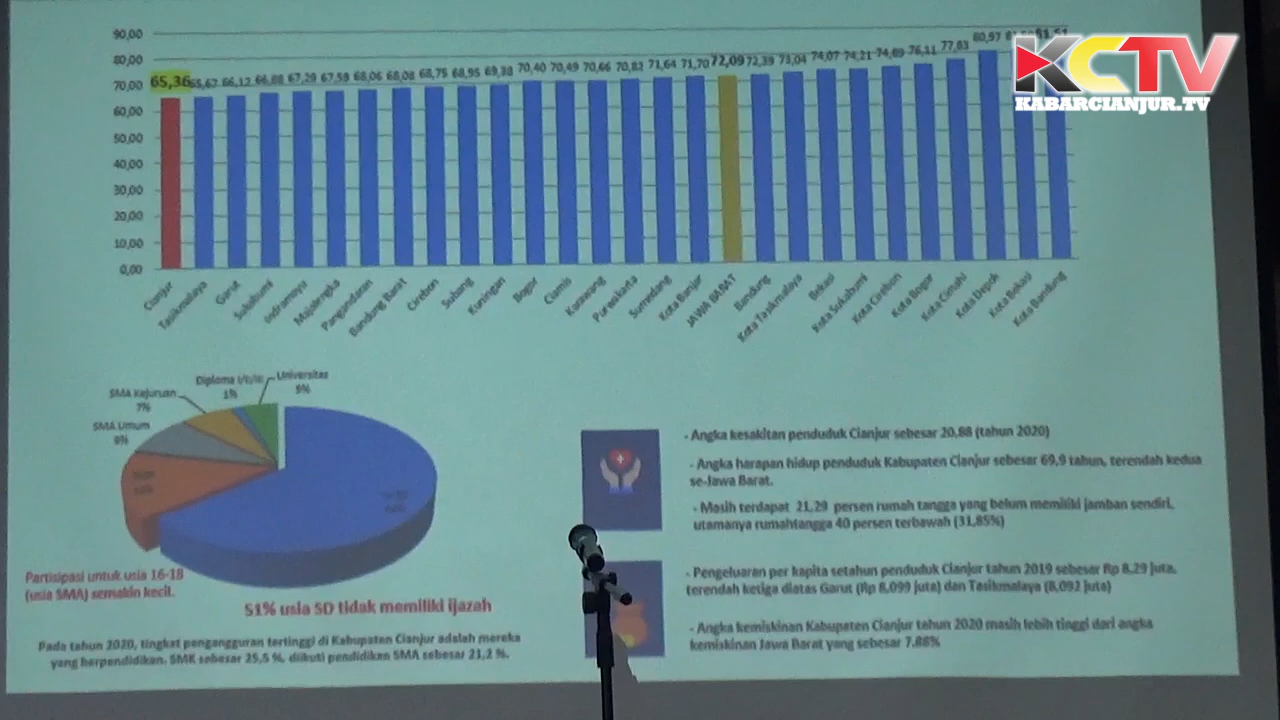 90,00
80,00
70,00
60,00
50,00
40,00
30,00
20,00
10,00
0,00
65,36 65,67 66,12 66,88 67,29 67,59 68,06 68,08 68,75 68,95 69,38 70,40 70,49 70,66 70,82 71,64 71,70 72,09 72,39 73,04 74,07 74,21 74,89 76,11 77,83 80,97 81,51
KCTV
KABARCIANJUR.TV
Cianjur
Tasikmalaya
Garut
Sukabumi
Indramayu
Majalengka
Pangandaran
Bandung Barat
Cirebon
Subang
Kuningan
Bogor
Ciamis
Karawang
Purwakarta
Sumedang
Kota Banjar
JAWA BARAT
Bandung
Kota Tasikmalaya
Bekasi
Kota Sukabumi
Kota Cirebon
Kota Bogor
Kota Cimahi
Kota Depok
Kota Bekasi
Kota Bandung
Diploma I/II/III
1%
Universitas
5%
SMA Kejuruan
7%
SMA Umum
9%
Partisipasi untuk usia 16-18
(usia SMA) semakin kecil.
51% usia SD tidak memiliki ijazah
Pada tahun 2020, tingkat pengangguran tertinggi di Kabupaten Cianjur adalah mereka
yang berpendidikan. SMK sebesar 25,5 %, diikuti pendidikan SMA sebesar 21,2 %.
- Angka kesakitan penduduk Cianjur sebesar 20,88 (tahun 2020)
- Angka harapan hidup penduduk Kabupaten Cianjur sebesar 69,9 tahun, terendah kedua
se-Jawa Barat.
- Masih terdapat 21,29 persen rumah tangga yang belum memiliki jamban sendiri,
utamanya rumahtangga 40 persen terbawah (31,85%)
- Pengeluaran per kapita setahun penduduk Cianjur tahun 2019 sebesar Rp 8,29 juta,
terendah ketiga diatas Garut (Rp 8,099 juta) dan Tasikmalaya (8,092 juta)
- Angka kemiskinan Kabupaten Cianjur tahun 2020 masih lebih tinggi dari angka
kemiskinan Jawa Barat yang sebesar 7.88%